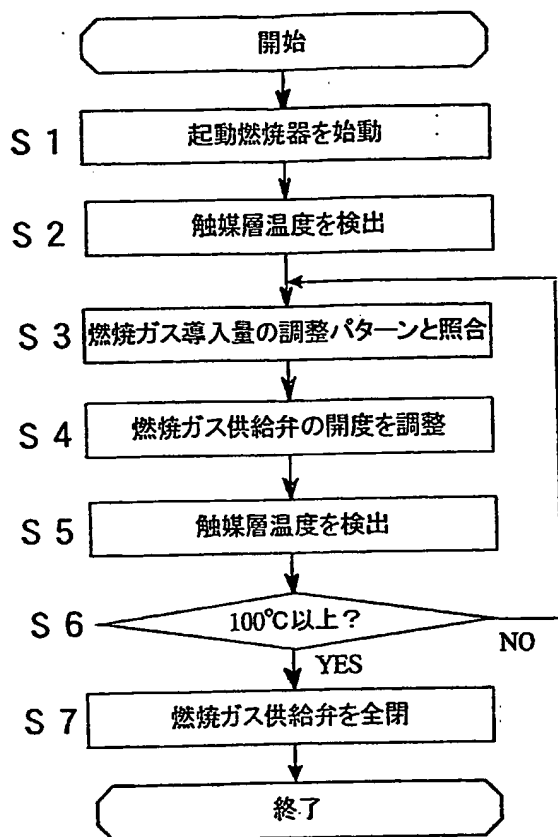 開始
S 1
起動燃焼器を始動
S 2
触媒層温度を検出
S 3
燃焼ガス導入量の調整パターンと照合
S 4
燃焼ガス供給弁の開度を調整
S 5
触媒層温度を検出
S 6
100℃以上?
NO
YES
S 7
燃焼ガス供給弁を全閉
終了